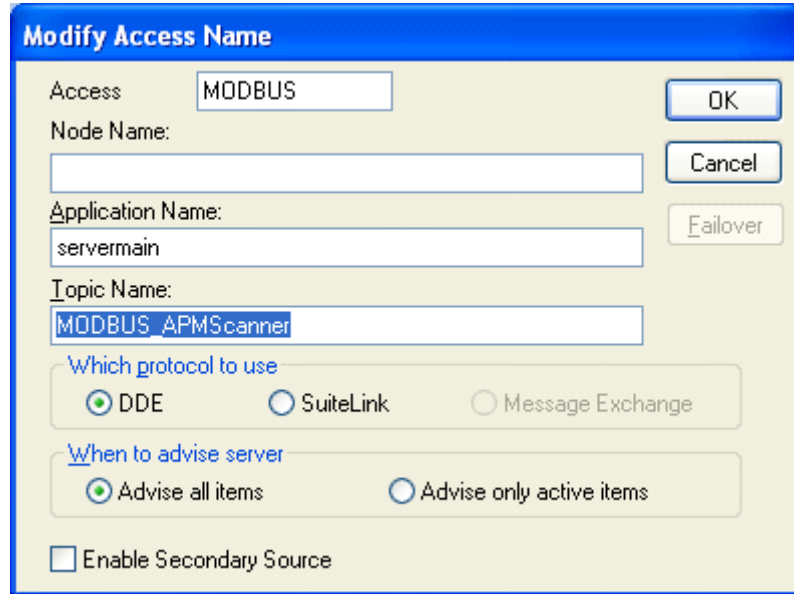 Modify Access Name
Access MODBUS
OK
Node Name:
Cancel
Application Name:
Failover
servermain
Topic Name:
MODBUS_APMScanner
Which protocol to use
DDE SuiteLink Message Exchange
When to advise server
Advise all items Advise only active items
Enable Secondary Source